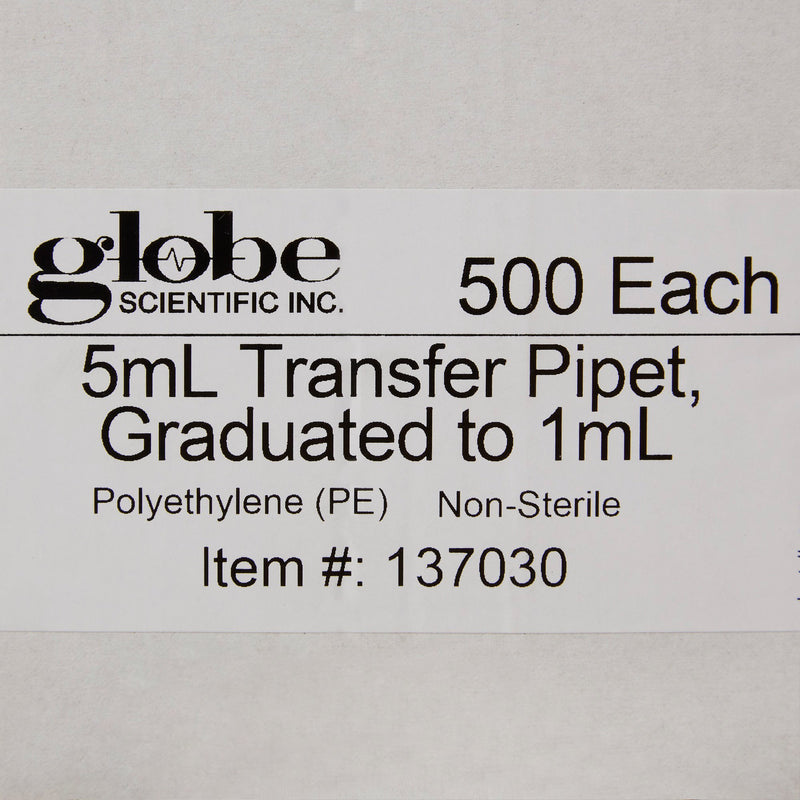 globe
SCIENTIFIC INC.
500 Each
5mL Transfer Pipet,
Graduated to 1mL
Polyethylene (PE) Non-Sterile
Item #: 137030